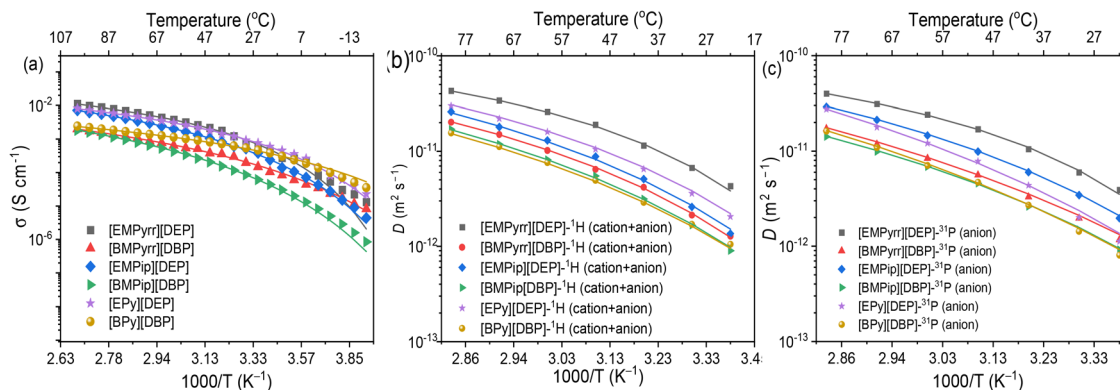 Temperature (°C)
107 87 67 47 27 7 -13
(a)
10⁻²
10⁻⁶
σ (S cm⁻¹)
[EMPyrr][DEP]
[BMPyrr][DBP]
[EMPip][DEP]
[BMPip][DBP]
[EPy][DEP]
[BPy][DBP]
2.63 2.78 2.94 3.13 3.33 3.57 3.85
1000/T (K⁻¹)
Temperature (°C)
77 67 57 47 37 27 17
(b)
10⁻¹⁰
10⁻¹¹
10⁻¹²
10⁻¹³
D (m² s⁻¹)
[EMPyrr][DEP]-¹H (cation+anion)
[BMPyrr][DBP]-¹H (cation+anion)
[EMPip][DEP]-¹H (cation+anion)
[BMPip[DBP]-¹H (cation+anion)
[EPy][DEP]-¹H (cation+anion)
[BPy][DBP]-¹H (cation+anion)
2.86 2.94 3.03 3.13 3.23 3.33
1000/T (K⁻¹)
Temperature (°C)
77 67 57 47 37 27
(c)
10⁻¹⁰
10⁻¹¹
10⁻¹²
10⁻¹³
D (m² s⁻¹)
[EMPyrr][DEP]-³¹P (anion)
[BMPyrr][DBP]-³¹P (anion)
[EMPip][DEP]-³¹P (anion)
[BMPip][DBP]-³¹P (anion)
[EPy][DEP]-³¹P (anion)
[BPy][DBP]-³¹P (anion)
2.86 2.94 3.03 3.13 3.23 3.33
1000/T (K⁻¹)